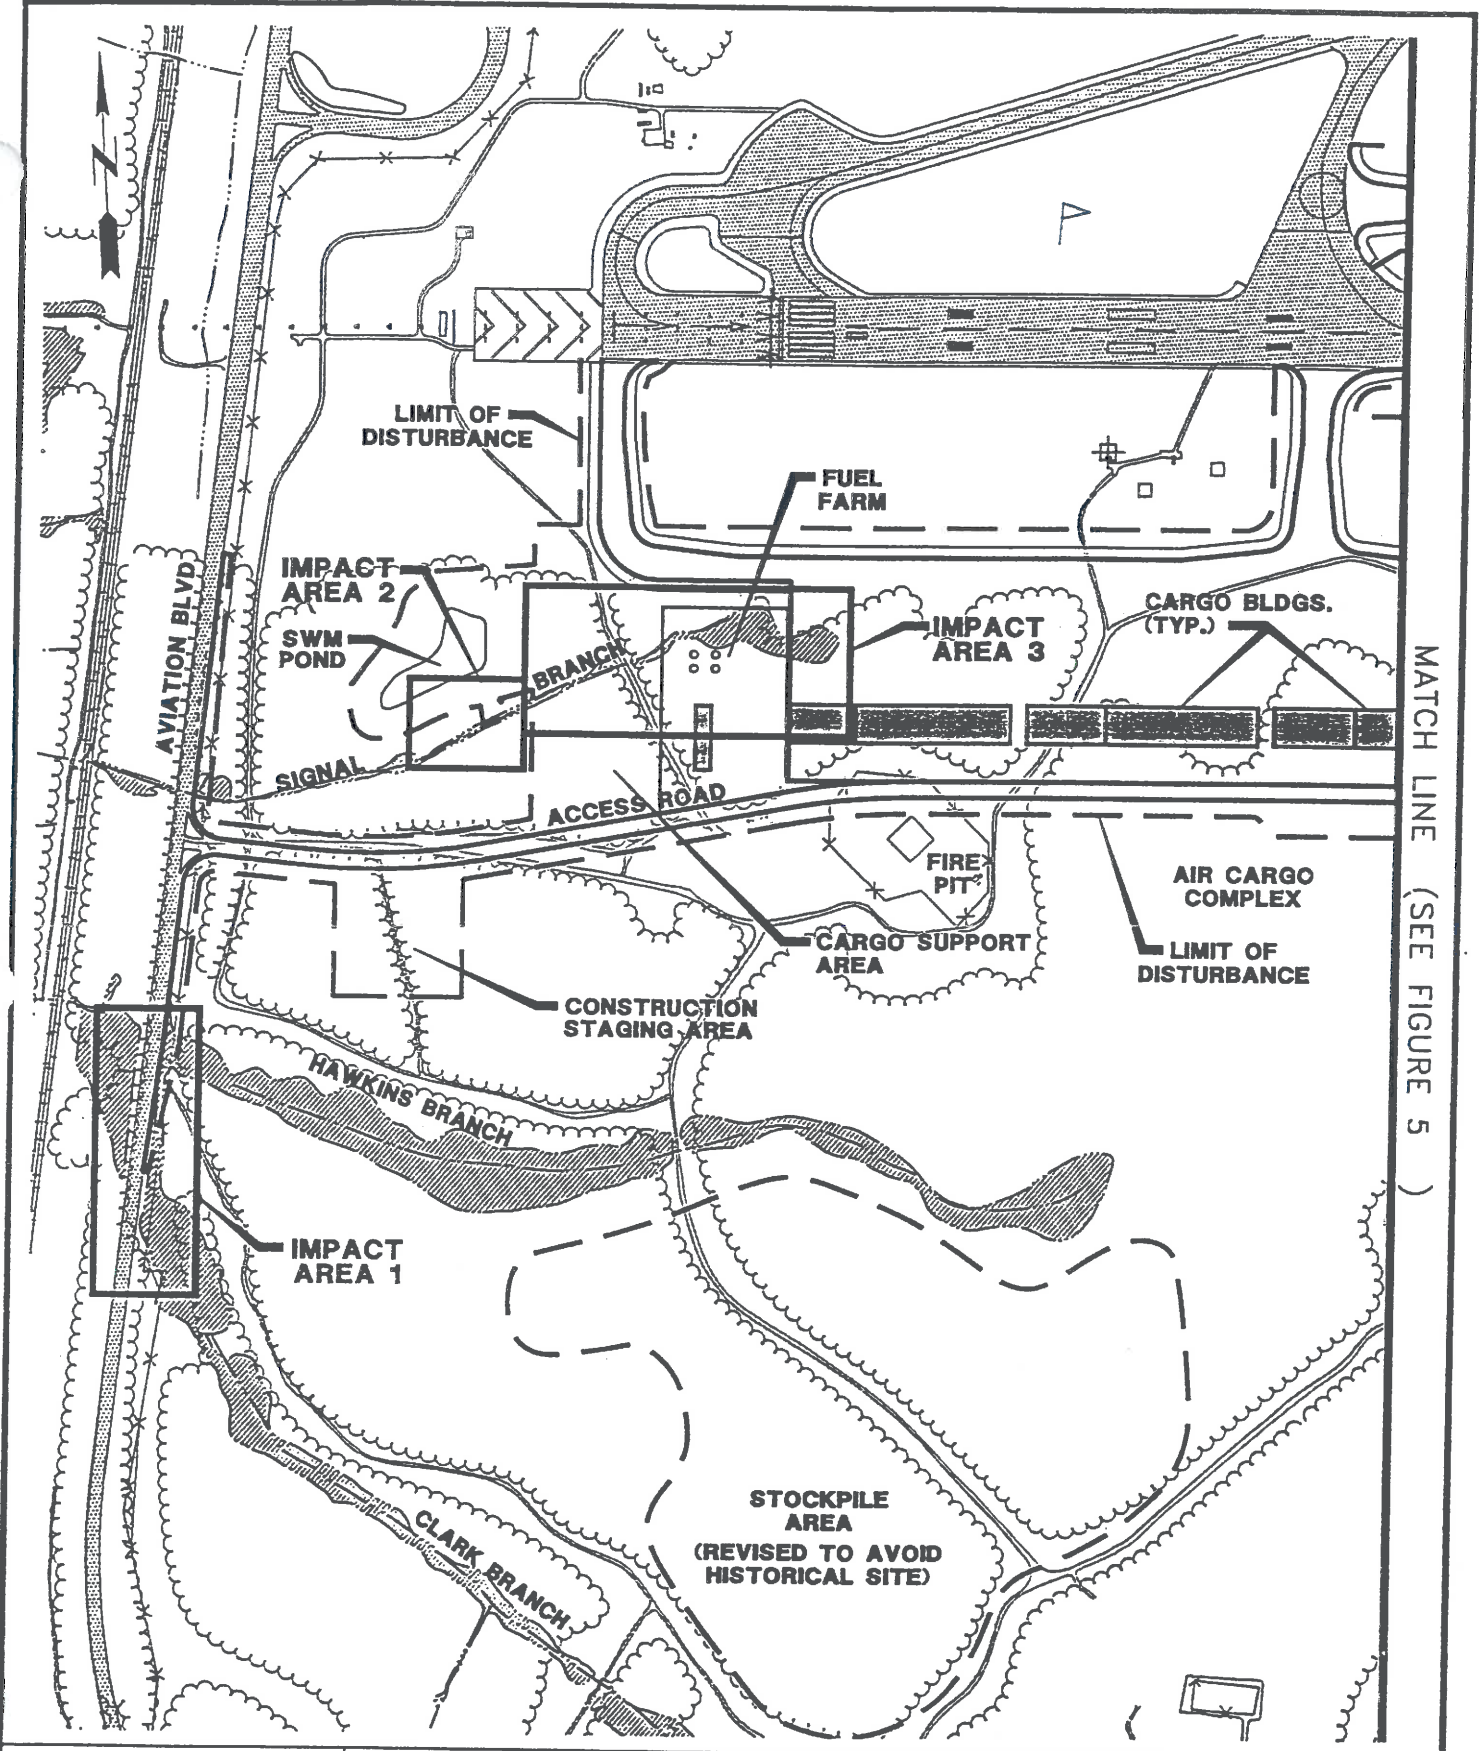 N
LIMIT OF
DISTURBANCE
FUEL
FARM
IMPACT
AREA 2
SWM
POND
AVIATION BLVD.
SIGNAL BRANCH
IMPACT
AREA 3
CARGO BLDGS.
(TYP.)
ACCESS ROAD
FIRE
PIT
AIR CARGO
COMPLEX
CARGO SUPPORT
AREA
LIMIT OF
DISTURBANCE
CONSTRUCTION
STAGING AREA
HAWKINS BRANCH
IMPACT
AREA 1
CLARK BRANCH
STOCKPILE
AREA
(REVISED TO AVOID
HISTORICAL SITE)
MATCH LINE (SEE FIGURE 5 )